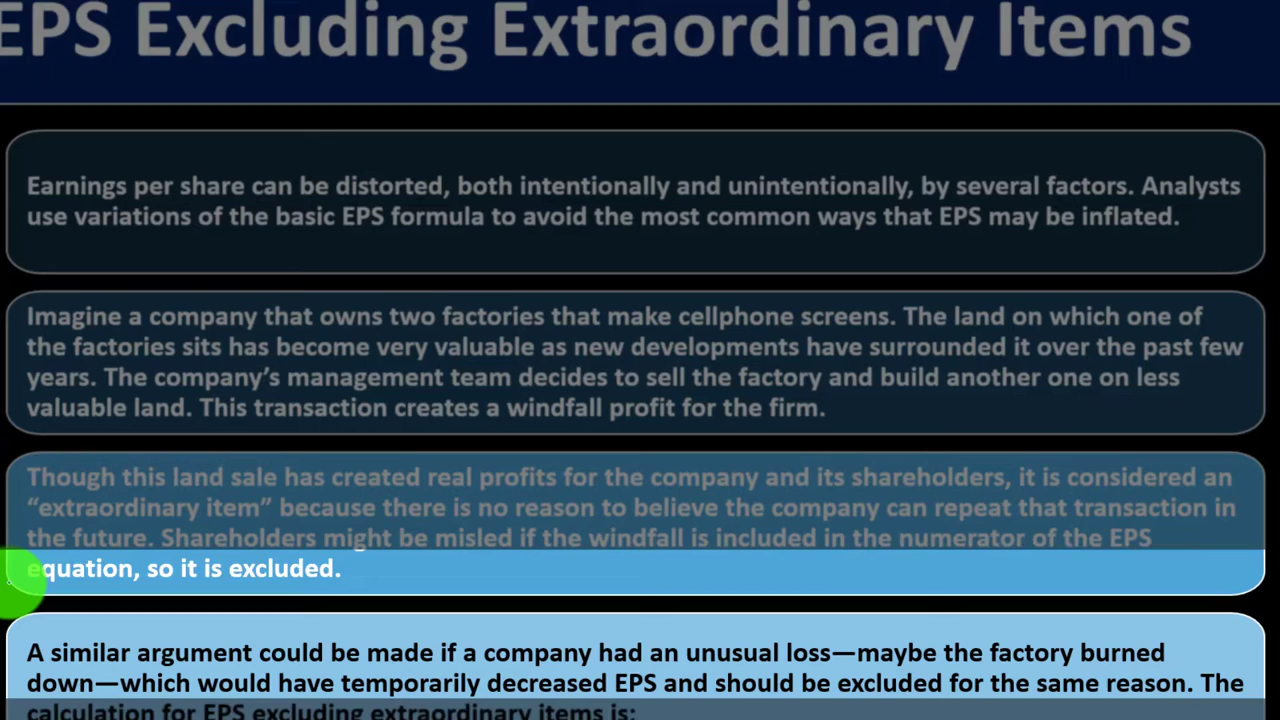 EPS Excluding Extraordinary Items
Earnings per share can be distorted, both intentionally and unintentionally, by several factors. Analysts
use variations of the basic EPS formula to avoid the most common ways that EPS may be inflated.
Imagine a company that owns two factories that make cellphone screens. The land on which one of
the factories sits has become very valuable as new developments have surrounded it over the past few
years. The company’s management team decides to sell the factory and build another one on less
valuable land. This transaction creates a windfall profit for the firm.
Though this land sale has created real profits for the company and its shareholders, it is considered an
“extraordinary item” because there is no reason to believe the company can repeat that transaction in
the future. Shareholders might be misled if the windfall is included in the numerator of the EPS
equation, so it is excluded.
A similar argument could be made if a company had an unusual loss—maybe the factory burned
down—which would have temporarily decreased EPS and should be excluded for the same reason. The
calculation for EPS excluding extraordinary items is: